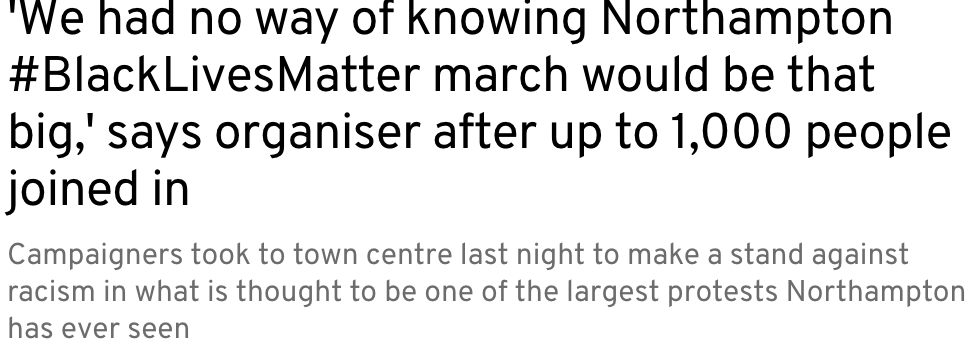 'We had no way of knowing Northampton
#BlackLivesMatter march would be that
big,' says organiser after up to 1,000 people
joined in
Campaigners took to town centre last night to make a stand against
racism in what is thought to be one of the largest protests Northampton
has ever seen